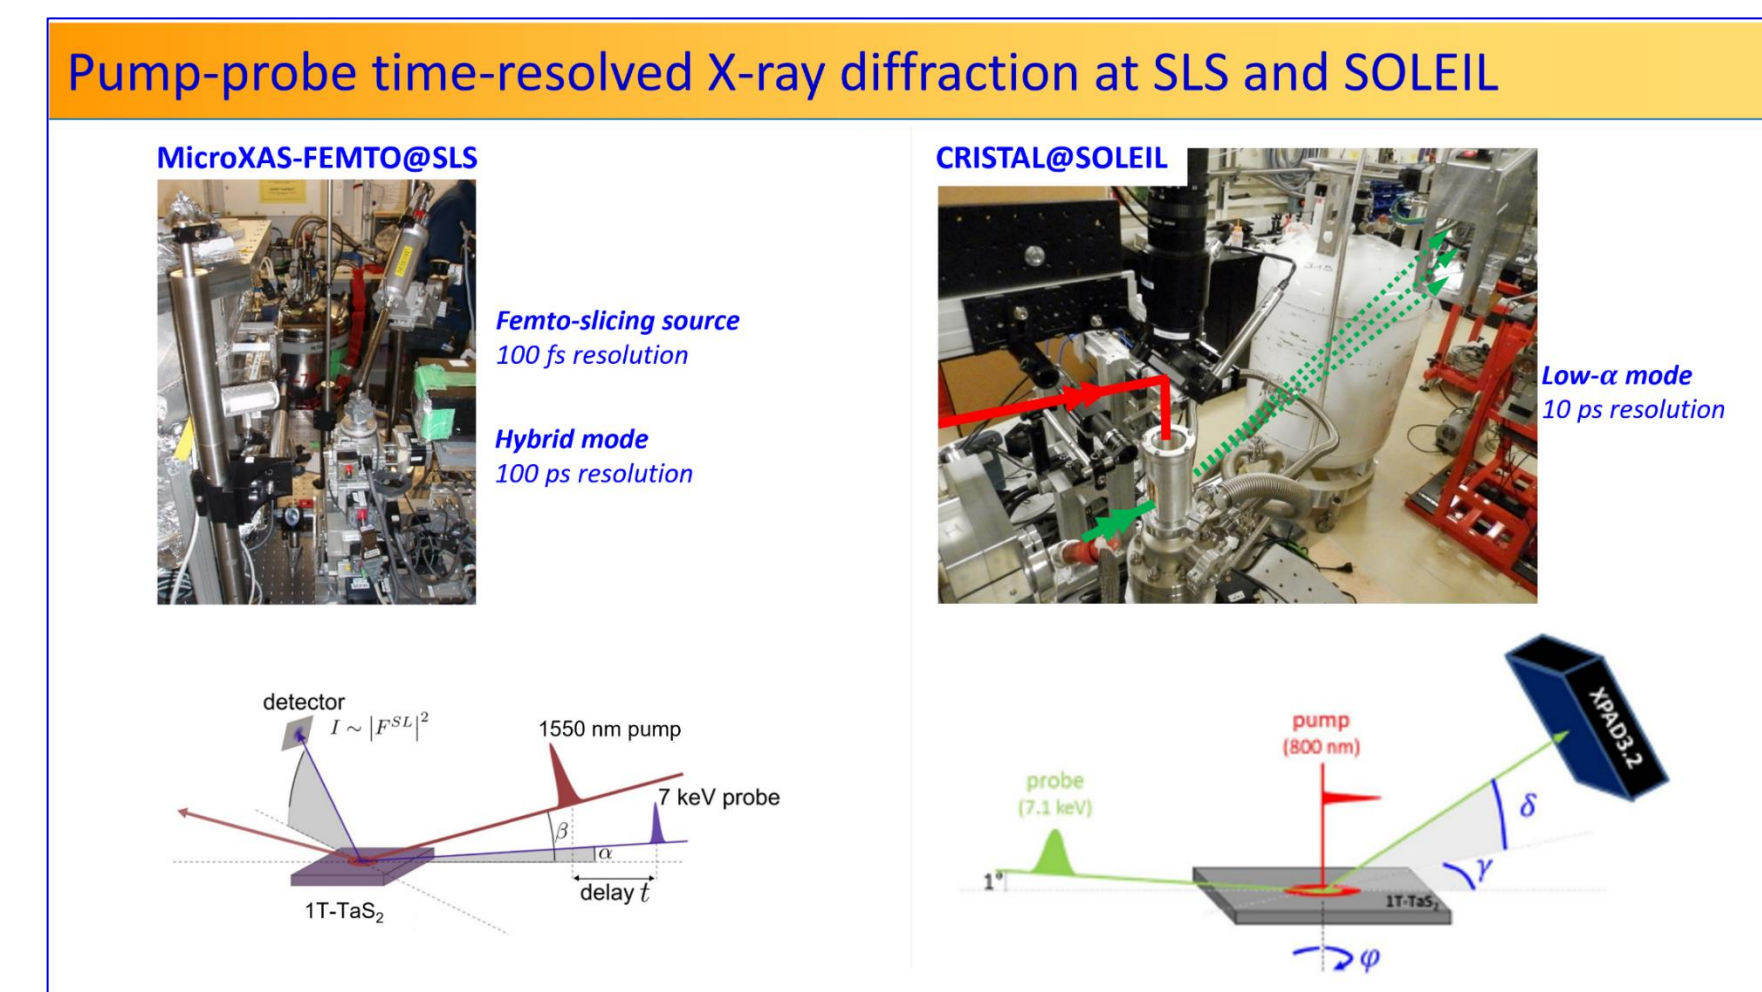 Pump-probe time-resolved X-ray diffraction at SLS and SOLEIL
MicroXAS-FEMTO@SLS
Femto-slicing source
100 fs resolution
Hybrid mode
100 ps resolution
detector
I ~ |F^{SL}|^2
1550 nm pump
7 keV probe
β
α
delay t
1T-TaS₂
CRISTAL@SOLEIL
Low-α mode
10 ps resolution
XPAD3.2
pump
(800 nm)
probe
(7.1 keV)
δ
γ
1°
1T-TaS₂
φ